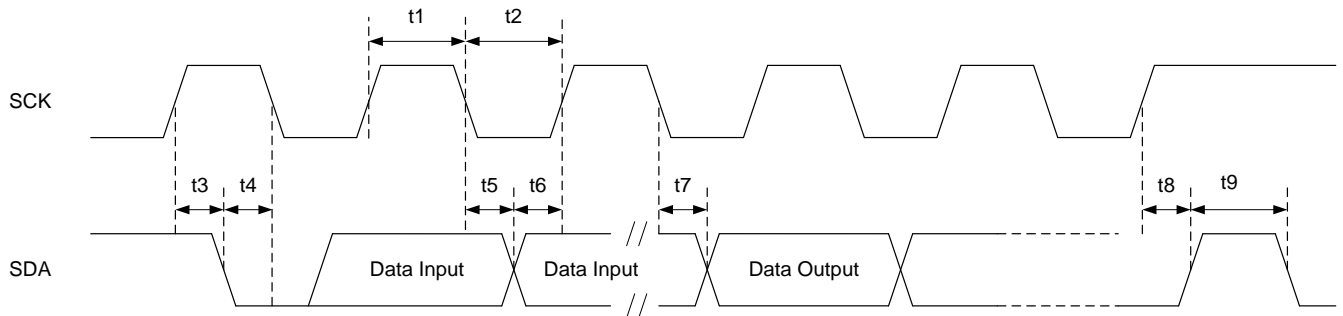 t1
t2
SCK
t3
t4
t5
t6
t7
t8
t9
SDA
Data Input
Data Input
Data Output